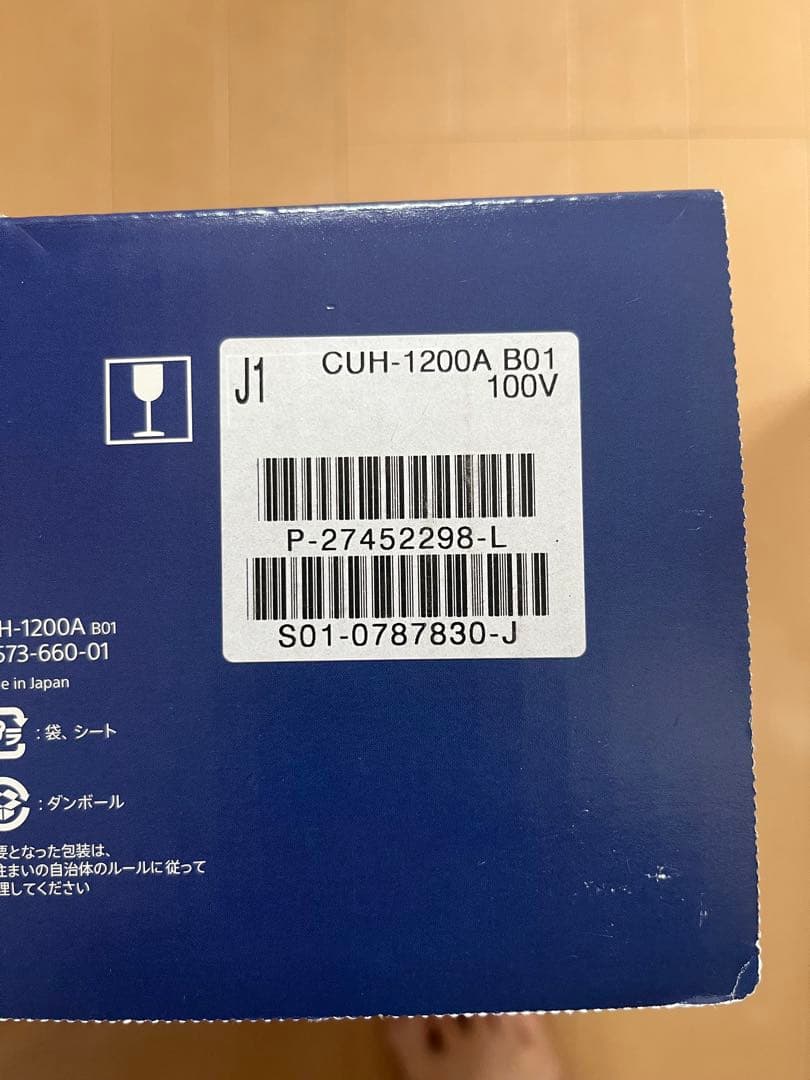 J1
CUH-1200A B01
100V
P-27452298-L
S01-0787830-J
H-1200A B01
573-660-01
e in Japan
:袋、シート
:ダンボール
要となった包装は、
住まいの自治体のルールに従って
理してください